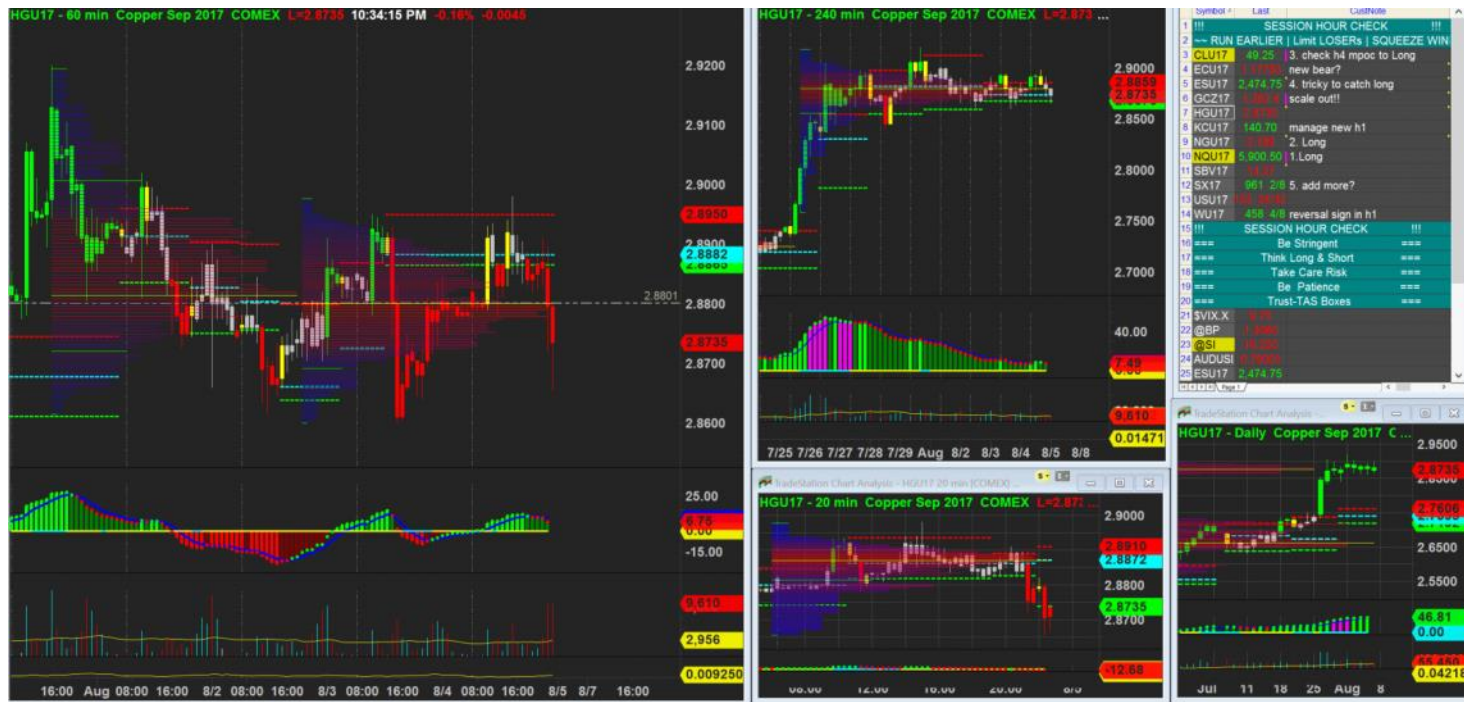 HGU17 - 60 min Copper Sep 2017 COMEX L=2.8735 10:34:15 PM -0.16% -0.0045
2.9200
2.9100
2.9000
2.8950
2.8900
2.8882
2.8801
2.8800
2.8735
2.8700
2.8600
25.00
6.75
0.00
-15.00
9,610
2,956
0.009250
16:00 Aug 08:00 16:00 8/2 08:00 16:00 8/3 08:00 16:00 8/4 08:00 16:00 8/5 8/7 16:00
HGU17 - 240 min Copper Sep 2017 COMEX L=2.873 ...
2.9000
2.8859
2.8735
2.8500
2.8000
2.7500
2.7000
40.00
7.49
0.00
9,610
0.01471
7/25 7/26 7/27 7/28 7/29 Aug 8/2 8/3 8/4 8/5 8/8
TradeStation Chart Analysis - HGU17 20 min [COMEX] ...
HGU17 - 20 min Copper Sep 2017 COMEX L=2.87 ...
2.9000
2.8910
2.8872
2.8800
2.8735
2.8700
-12.68
08:00 12:00 16:00 20:00 8/5
Symbol Last CustNote
1 !!! SESSION HOUR CHECK !!!
2 ~~ RUN EARLIER | Limit LOSERs | SQUEEZE WIN
3 CLU17 49.25 3. check h4 mpoc to Long
4 ECU17 new bear?
5 ESU17 2,474.75 4. tricky to catch long
6 GCZ17 scale out!!
7 HGU17
8 KCU17 140.70 manage new h1
9 NGU17 2. Long
10 NQU17 5,900.50 1.Long
11 SBV17
12 SX17 961 2/8 5. add more?
13 USU17
14 WU17 458 4/8 reversal sign in h1
15 !!! SESSION HOUR CHECK !!!
16 === Be Stringent ===
17 === Think Long & Short ===
18 === Take Care Risk ===
19 === Be Patience ===
20 === Trust-TAS Boxes ===
21 $VIX.X
22 @BP
23 @SI
24 AUDUSI
25 ESU17 2,474.75
Page 1
TradeStation Chart Analysis - ...
HGU17 - Daily Copper Sep 2017 C ...
2.9500
2.8735
2.8500
2.7606
2.6500
2.5500
46.81
0.00
0.04218
Jul 11 18 25 Aug 8